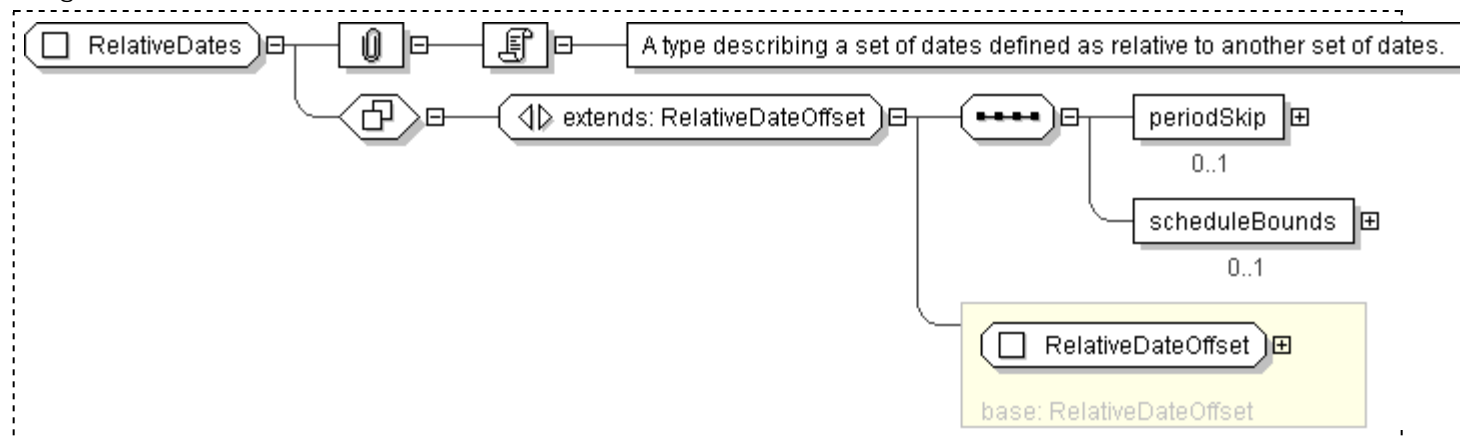 RelativeDates
A type describing a set of dates defined as relative to another set of dates.
extends: RelativeDateOffset
periodSkip
0..1
scheduleBounds
0..1
RelativeDateOffset
base: RelativeDateOffset